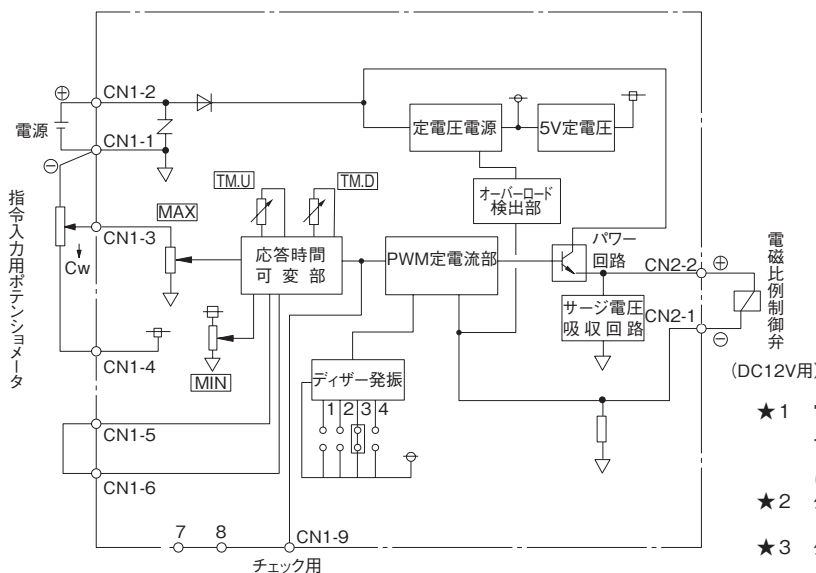 CN1-2
電源
CN1-1
定電圧電源
5V定電圧
オーバーロード
検出部
TM.U
TM.D
MAX
指令入力用ポテンショメータ
CN1-3
Cw
応答時間
可変部
PWM定電流部
パワー
回路
CN2-2
サージ電圧
吸収回路
CN2-1
電磁比例制御弁
(DC12V用)
CN1-4
MIN
ディザー発振
1 2 3 4
CN1-5
CN1-6
7 8 CN1-9
チェック用
★1
★2
★3